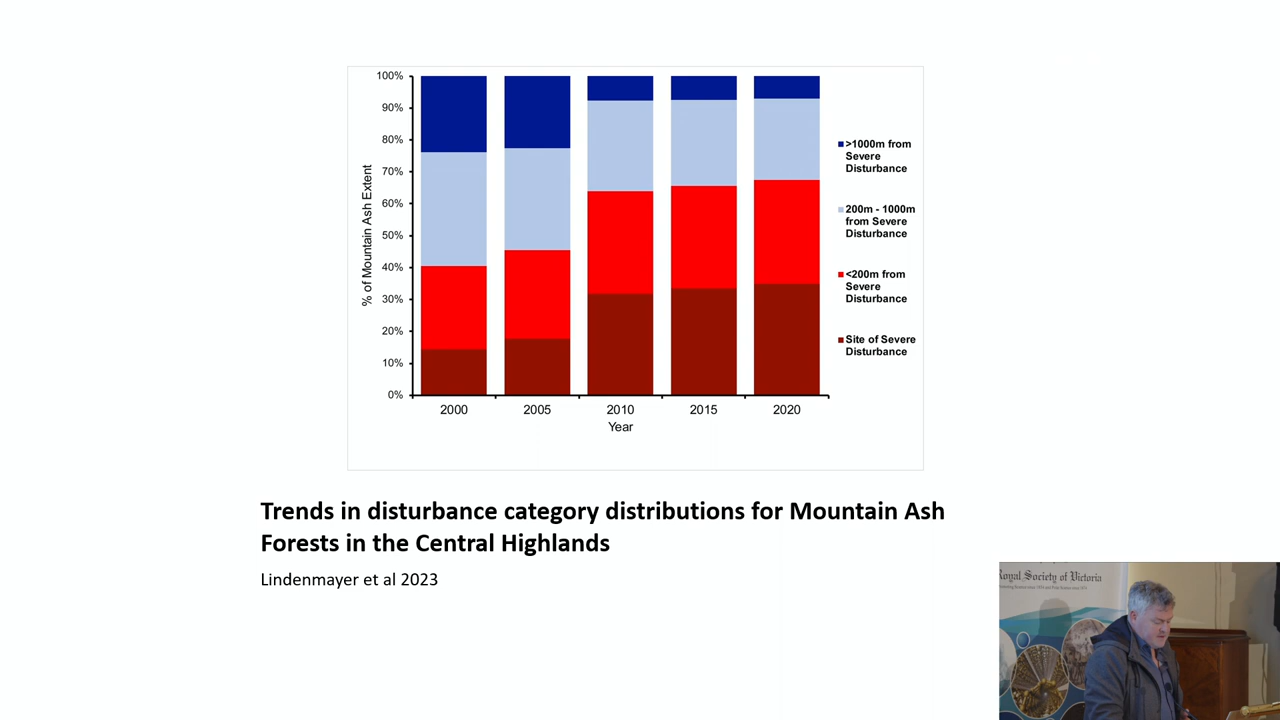 100%
90%
80%
70%
60%
50%
40%
30%
20%
10%
0%
% of Mountain Ash Extent
2000 2005 2010 2015 2020
Year
>1000m from
Severe
Disturbance
200m - 1000m
from Severe
Disturbance
<200m from
Severe
Disturbance
Site of Severe
Disturbance
Trends in disturbance category distributions for Mountain Ash
Forests in the Central Highlands
Lindenmayer et al 2023
Royal Society of Victoria